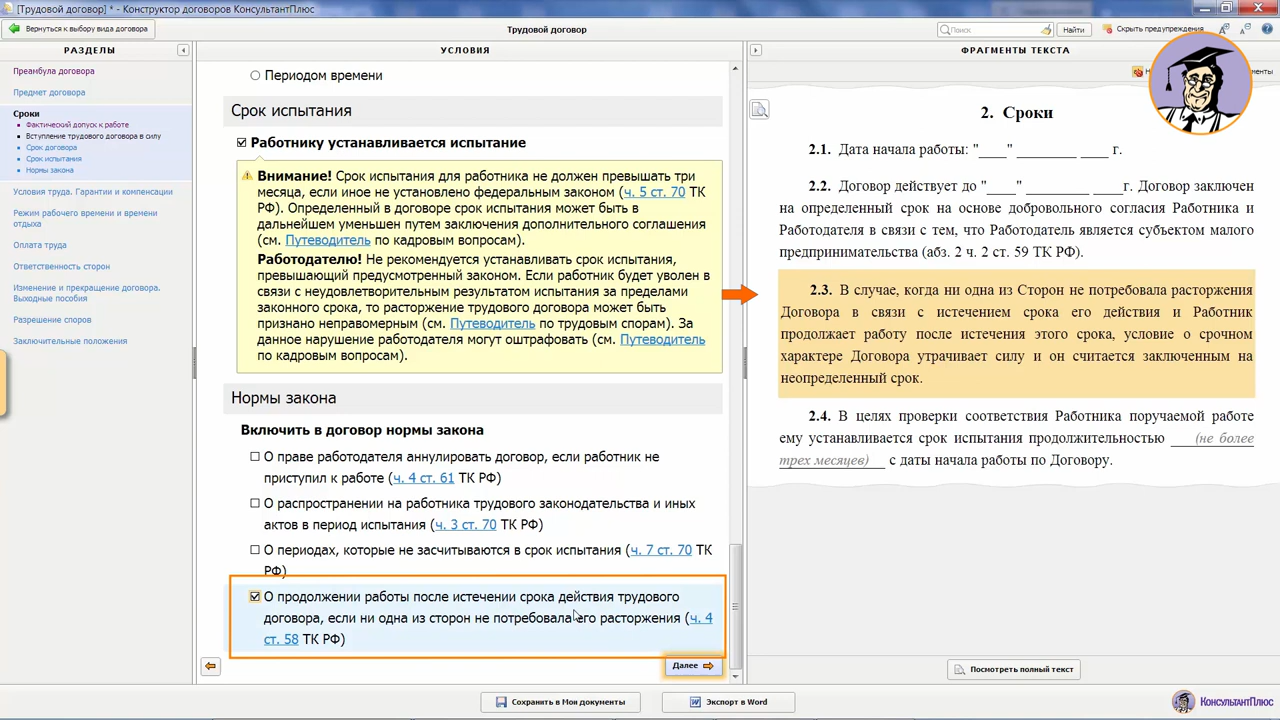 [Трудовой договор] * - Конструктор договоров КонсультантПлюс
Вернуться к выбору вида договора
Трудовой договор
Поиск
Найти
Скрыть предупреждения
РАЗДЕЛЫ
УСЛОВИЯ
ФРАГМЕНТЫ ТЕКСТА
Преамбула договора
Предмет договора
Сроки
Фактический допуск к работе
Вступление трудового договора в силу
Срок договора
Срок испытания
Нормы закона
Условия труда. Гарантии и компенсации
Режим рабочего времени и времени
отдыха
Оплата труда
Ответственность сторон
Изменение и прекращение договора.
Выходные пособия
Разрешение споров
Заключительные положения
Периодом времени
Срок испытания
Работнику устанавливается испытание
Внимание! Срок испытания для работника не должен превышать три
месяца, если иное не установлено федеральным законом (ч. 5 ст. 70 ТК
РФ). Определенный в договоре срок испытания может быть в
дальнейшем уменьшен путем заключения дополнительного соглашения
(см. Путеводитель по кадровым вопросам).
Работодателю! Не рекомендуется устанавливать срок испытания,
превышающий предусмотренный законом. Если работник будет уволен в
связи с неудовлетворительным результатом испытания за пределами
законного срока, то расторжение трудового договора может быть
признано неправомерным (см. Путеводитель по трудовым спорам). За
данное нарушение работодателя могут оштрафовать (см. Путеводитель
по кадровым вопросам).
Нормы закона
Включить в договор нормы закона
О праве работодателя аннулировать договор, если работник не
приступил к работе (ч. 4 ст. 61 ТК РФ)
О распространении на работника трудового законодательства и иных
актов в период испытания (ч. 3 ст. 70 ТК РФ)
О периодах, которые не засчитываются в срок испытания (ч. 7 ст. 70 ТК
РФ)
О продолжении работы после истечении срока действия трудового
договора, если ни одна из сторон не потребовала его расторжения (ч. 4
ст. 58 ТК РФ)
Далее
2. Сроки
2.1. Дата начала работы: "____" _________ ____ г.
2.2. Договор действует до "____" _________ ____г. Договор заключен
на определенный срок на основе добровольного согласия Работника и
Работодателя в связи с тем, что Работодатель является субъектом малого
предпринимательства (абз. 2 ч. 2 ст. 59 ТК РФ).
2.3. В случае, когда ни одна из Сторон не потребовала расторжения
Договора в связи с истечением срока его действия и Работник
продолжает работу после истечения этого срока, условие о срочном
характере Договора утрачивает силу и он считается заключенным на
неопределенный срок.
2.4. В целях проверки соответствия Работника поручаемой работе
ему устанавливается срок испытания продолжительностью ___ (не более
трех месяцев)__ с даты начала работы по Договору.
Посмотреть полный текст
Сохранить в Мои документы
Экспорт в Word
КонсультантПлюс